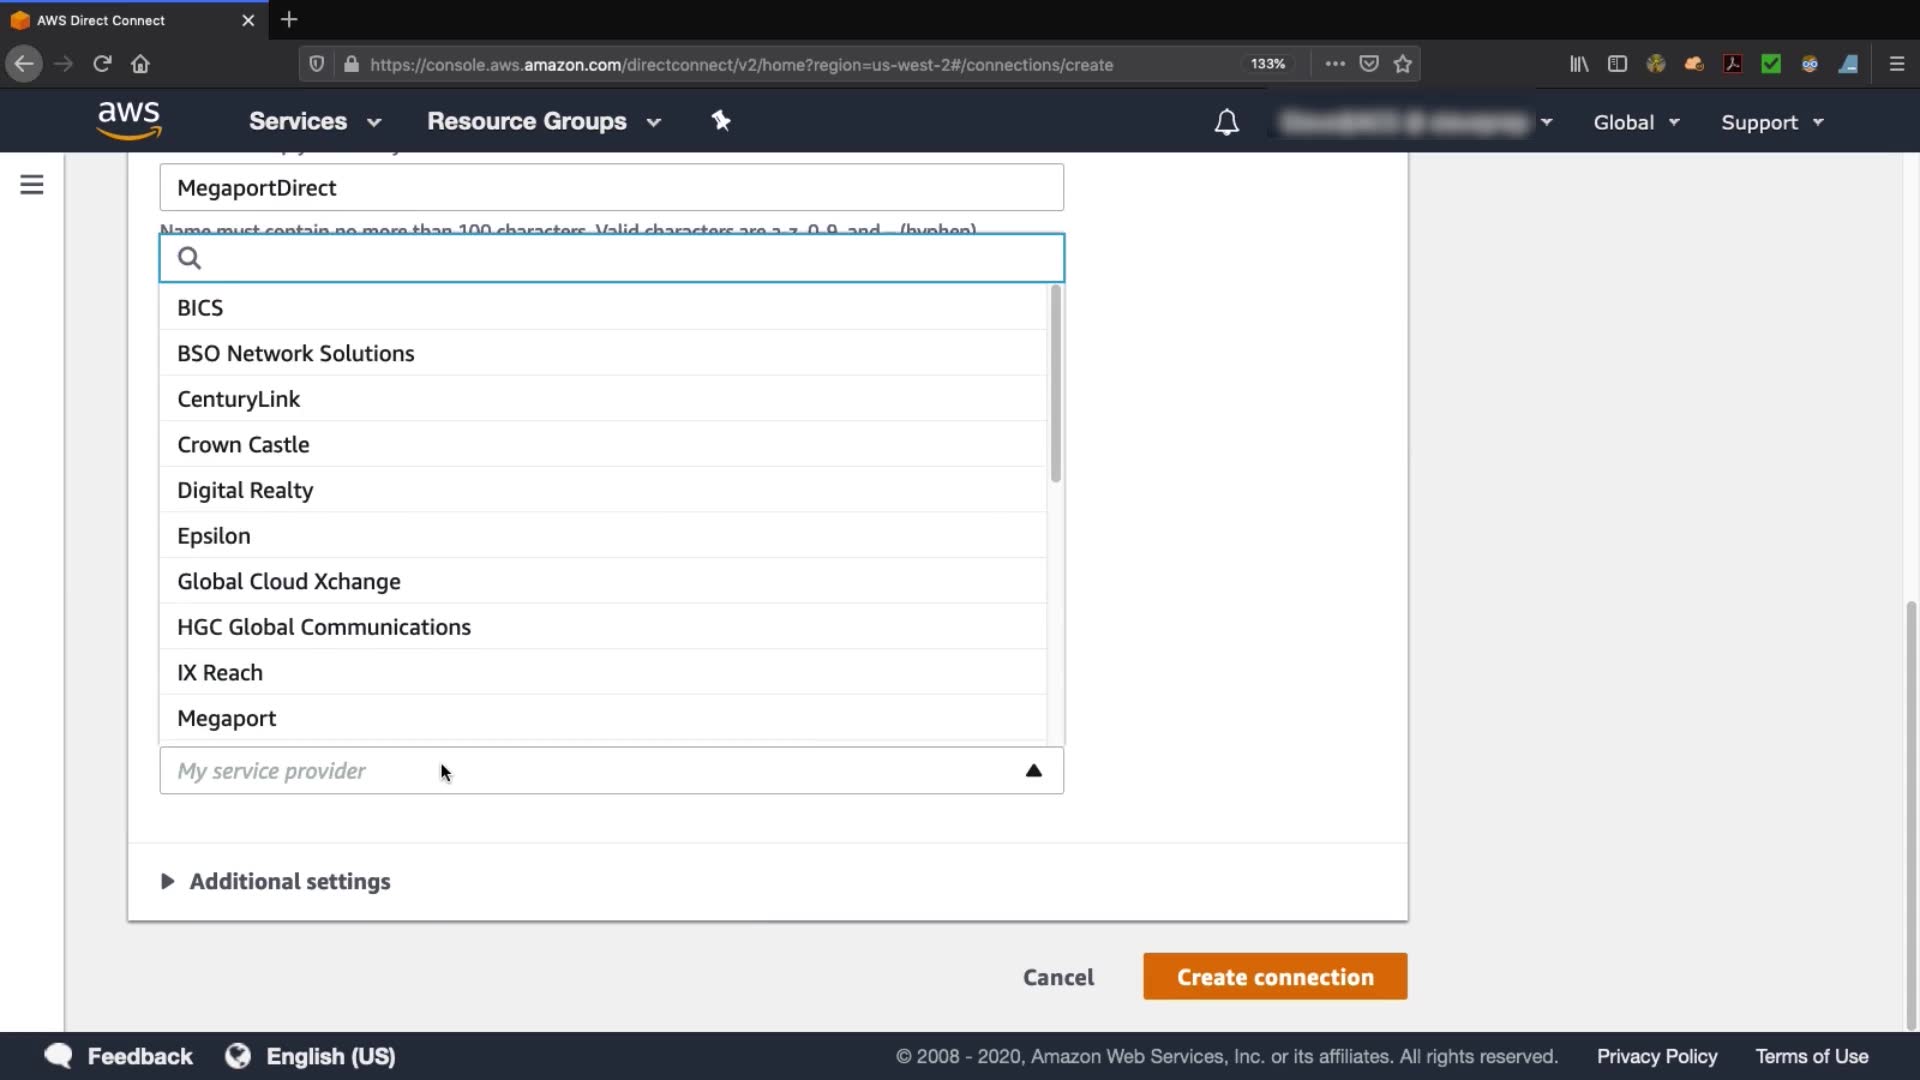 AWS Direct Connect
https://console.aws.amazon.com/directconnect/v2/home?region=us-west-2#/connections/create
133%
aws
Services
Resource Groups
Global
Support
MegaportDirect
Name must contain no more than 100 characters. Valid characters are a-z, 0-9, and – (hyphen)
BICS
BSO Network Solutions
CenturyLink
Crown Castle
Digital Realty
Epsilon
Global Cloud Xchange
HGC Global Communications
IX Reach
Megaport
My service provider
Additional settings
Cancel
Create connection
Feedback
English (US)
© 2008 - 2020, Amazon Web Services, Inc. or its affiliates. All rights reserved.
Privacy Policy
Terms of Use